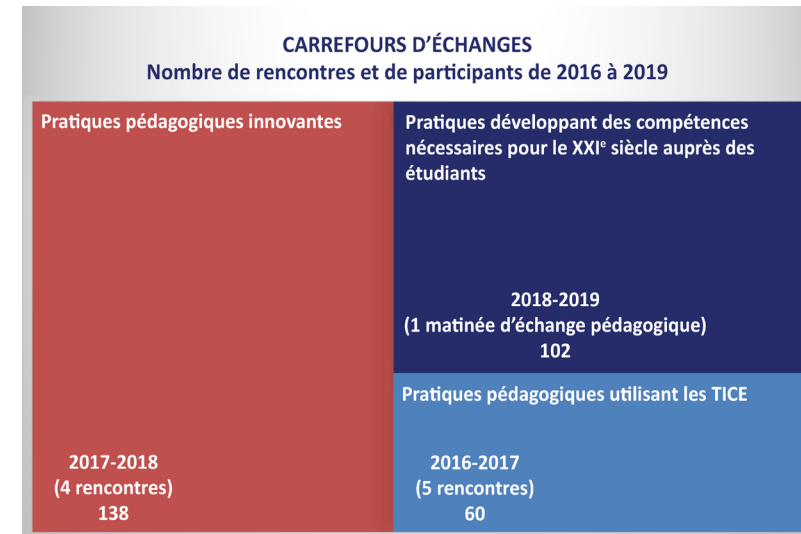 CARREFOURS D'ÉCHANGES
Nombre de rencontres et de participants de 2016 à 2019
Pratiques pédagogiques innovantes
2017-2018
(4 rencontres)
138
Pratiques développant des compétences
nécessaires pour le XXIᵉ siècle auprès des
étudiants
2018-2019
(1 matinée d'échange pédagogique)
102
Pratiques pédagogiques utilisant les TICE
2016-2017
(5 rencontres)
60